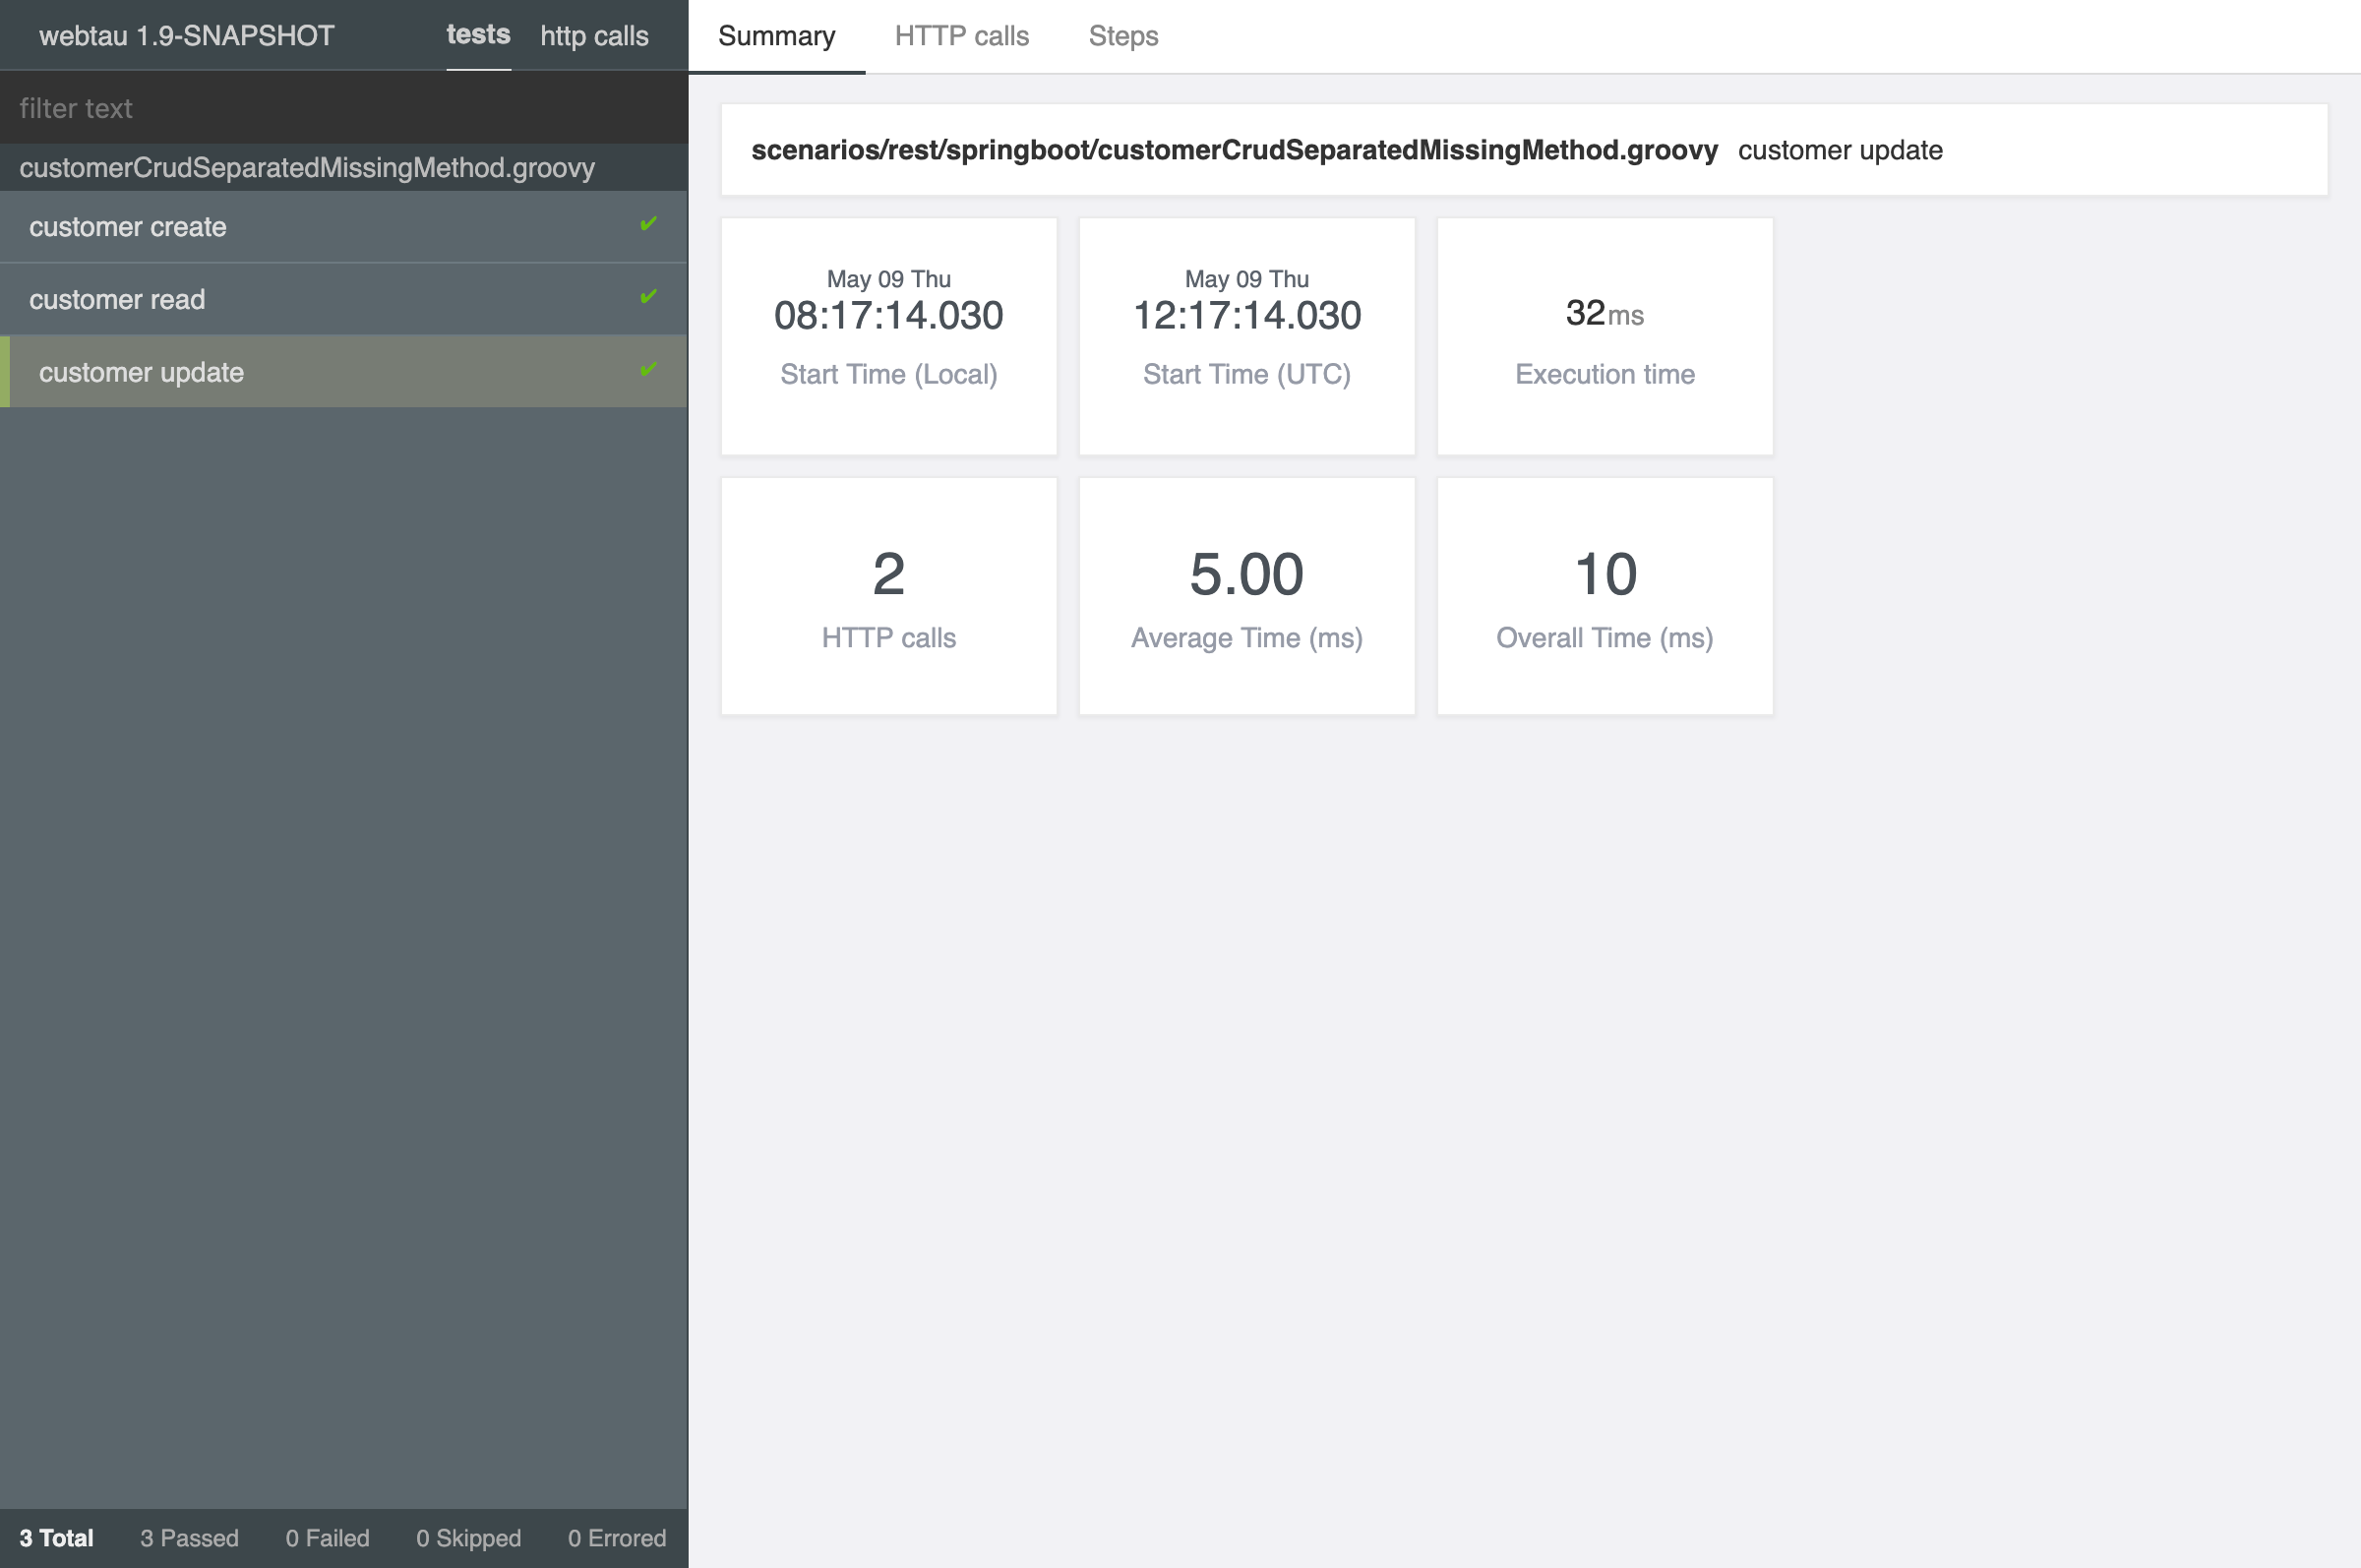 webtau 1.9-SNAPSHOT tests http calls
filter text
customerCrudSeparatedMissingMethod.groovy
customer create ✔
customer read ✔
customer update ✔
3 Total 3 Passed 0 Failed 0 Skipped 0 Errored
Summary HTTP calls Steps
scenarios/rest/springboot/customerCrudSeparatedMissingMethod.groovy customer update
May 09 Thu
08:17:14.030
Start Time (Local)
May 09 Thu
12:17:14.030
Start Time (UTC)
32ms
Execution time
2
HTTP calls
5.00
Average Time (ms)
10
Overall Time (ms)